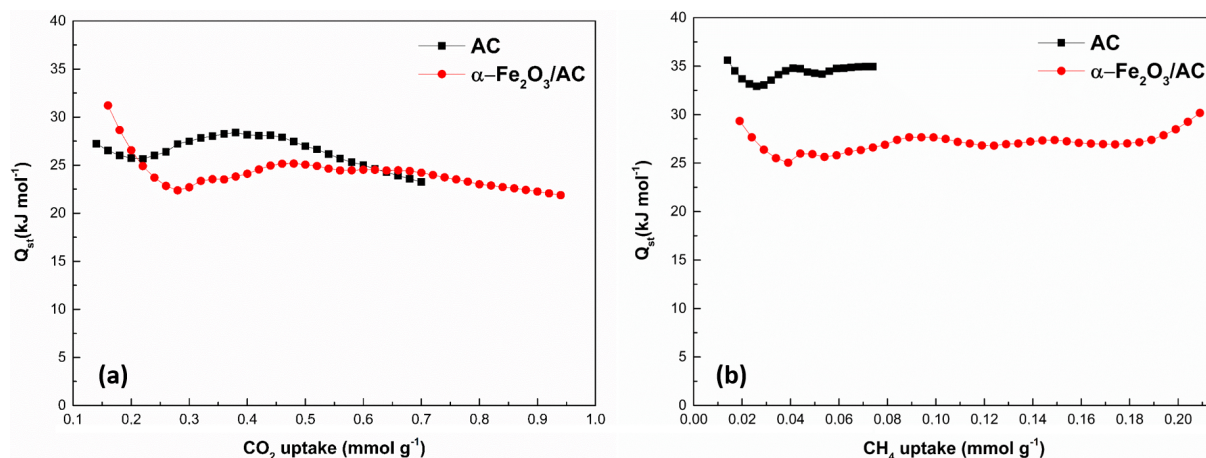 40
35
30
25
20
15
10
5
0
Q_st(kJ mol⁻¹)
AC
α–Fe₂O₃/AC
(a)
0.1 0.2 0.3 0.4 0.5 0.6 0.7 0.8 0.9 1.0
CO₂ uptake (mmol g⁻¹)
40
35
30
25
20
15
10
5
0
Q_st(kJ mol⁻¹)
AC
α–Fe₂O₃/AC
(b)
0.00 0.02 0.04 0.06 0.08 0.10 0.12 0.14 0.16 0.18 0.20
CH₄ uptake (mmol g⁻¹)